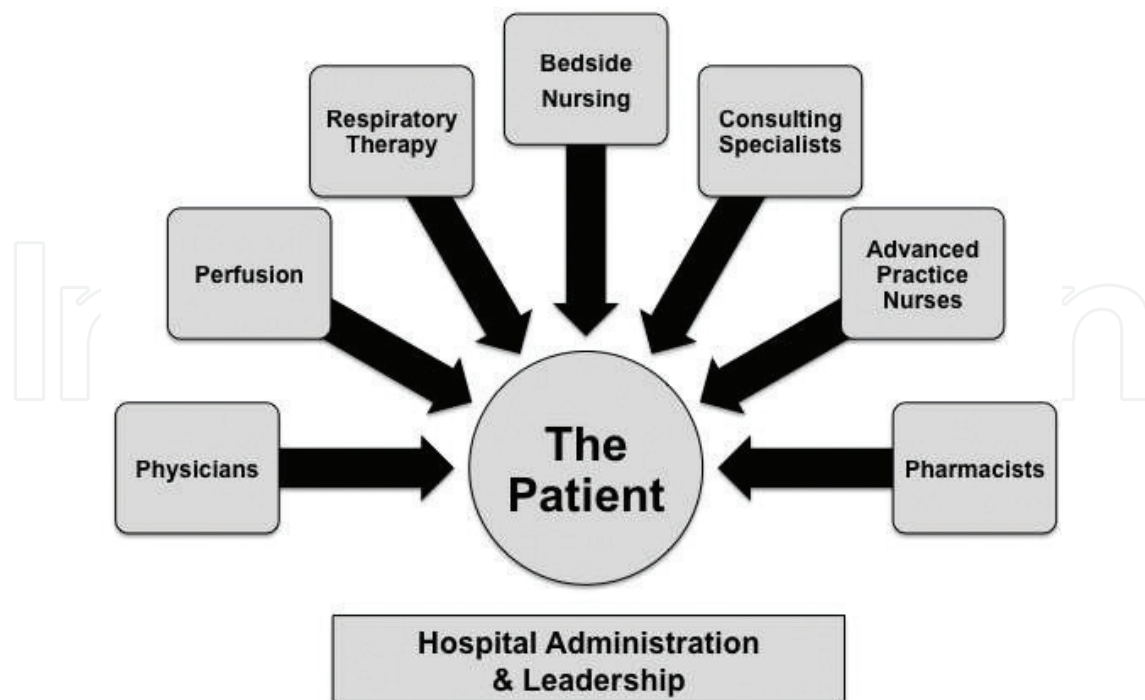 Bedside
Nursing
Respiratory
Therapy
Consulting
Specialists
Perfusion
Advanced
Practice
Nurses
Physicians
The
Patient
Pharmacists
Hospital Administration
& Leadership